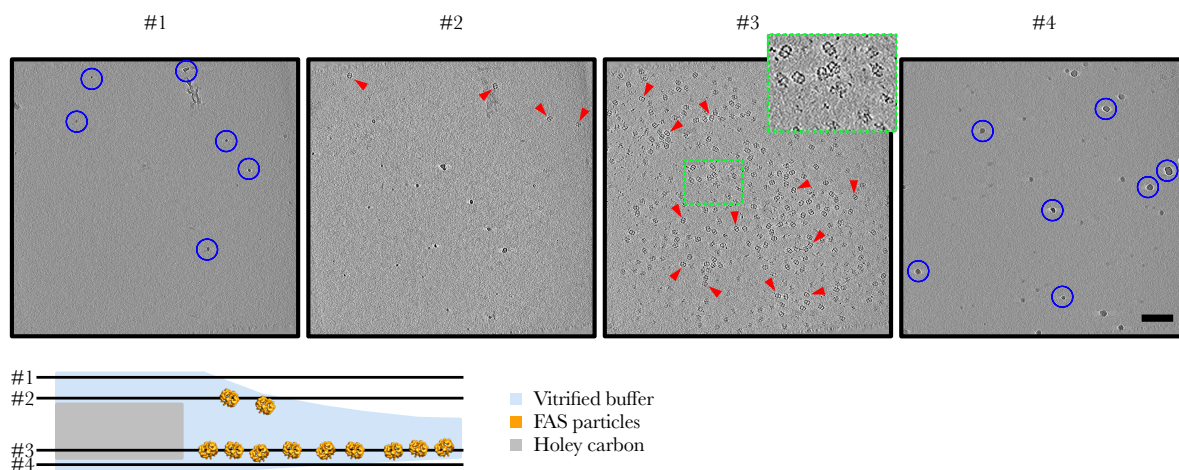 #1
#2
#3
#4
#1
#2
#3
#4
Vitrified buffer
FAS particles
Holey carbon